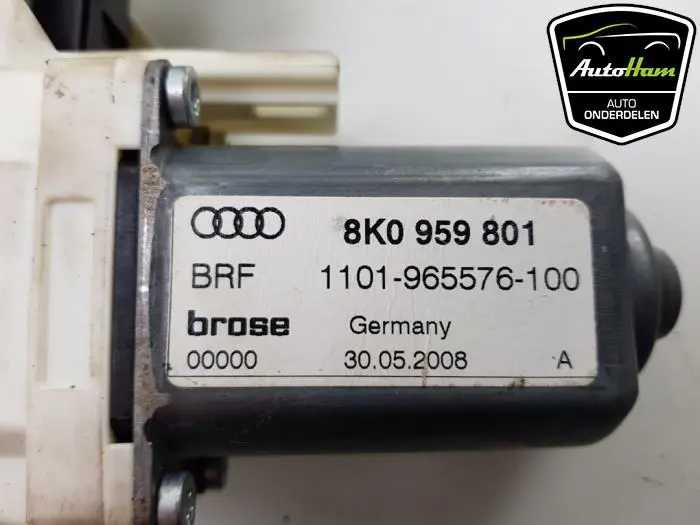 AutoHam
AUTO
ONDERDELEN
8K0 959 801
BRF 1101-965576-100
brose Germany
00000 30.05.2008 A